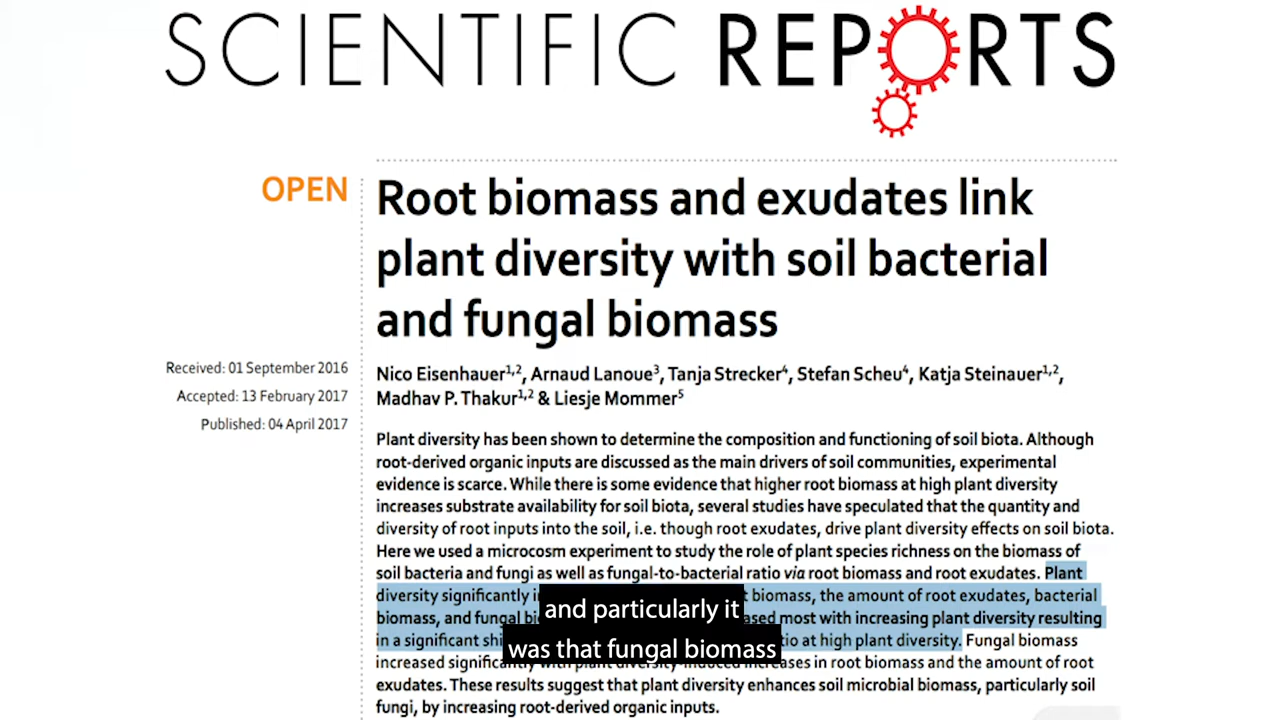 SCIENTIFIC REPORTS
OPEN
Root biomass and exudates link
plant diversity with soil bacterial
and fungal biomass
Received: 01 September 2016
Accepted: 13 February 2017
Published: 04 April 2017
Nico Eisenhauer1,2, Arnaud Lanoue3, Tanja Strecker4, Stefan Scheu4, Katja Steinauer1,2,
Madhav P. Thakur1,2 & Liesje Mommer5
Plant diversity has been shown to determine the composition and functioning of soil biota. Although
root-derived organic inputs are discussed as the main drivers of soil communities, experimental
evidence is scarce. While there is some evidence that higher root biomass at high plant diversity
increases substrate availability for soil biota, several studies have speculated that the quantity and
diversity of root inputs into the soil, i.e. though root exudates, drive plant diversity effects on soil biota.
Here we used a microcosm experiment to study the role of plant species richness on the biomass of
soil bacteria and fungi as well as fungal-to-bacterial ratio via root biomass and root exudates. Plant
diversity significantly biomass, the amount of root exudates, bacterial
biomass, and fungal most with increasing plant diversity resulting
in a significant at high plant diversity. Fungal biomass
increased significantly with plant diversity-induced increases in root biomass and the amount of root
exudates. These results suggest that plant diversity enhances soil microbial biomass, particularly soil
fungi, by increasing root-derived organic inputs.
and particularly it
was that fungal biomass